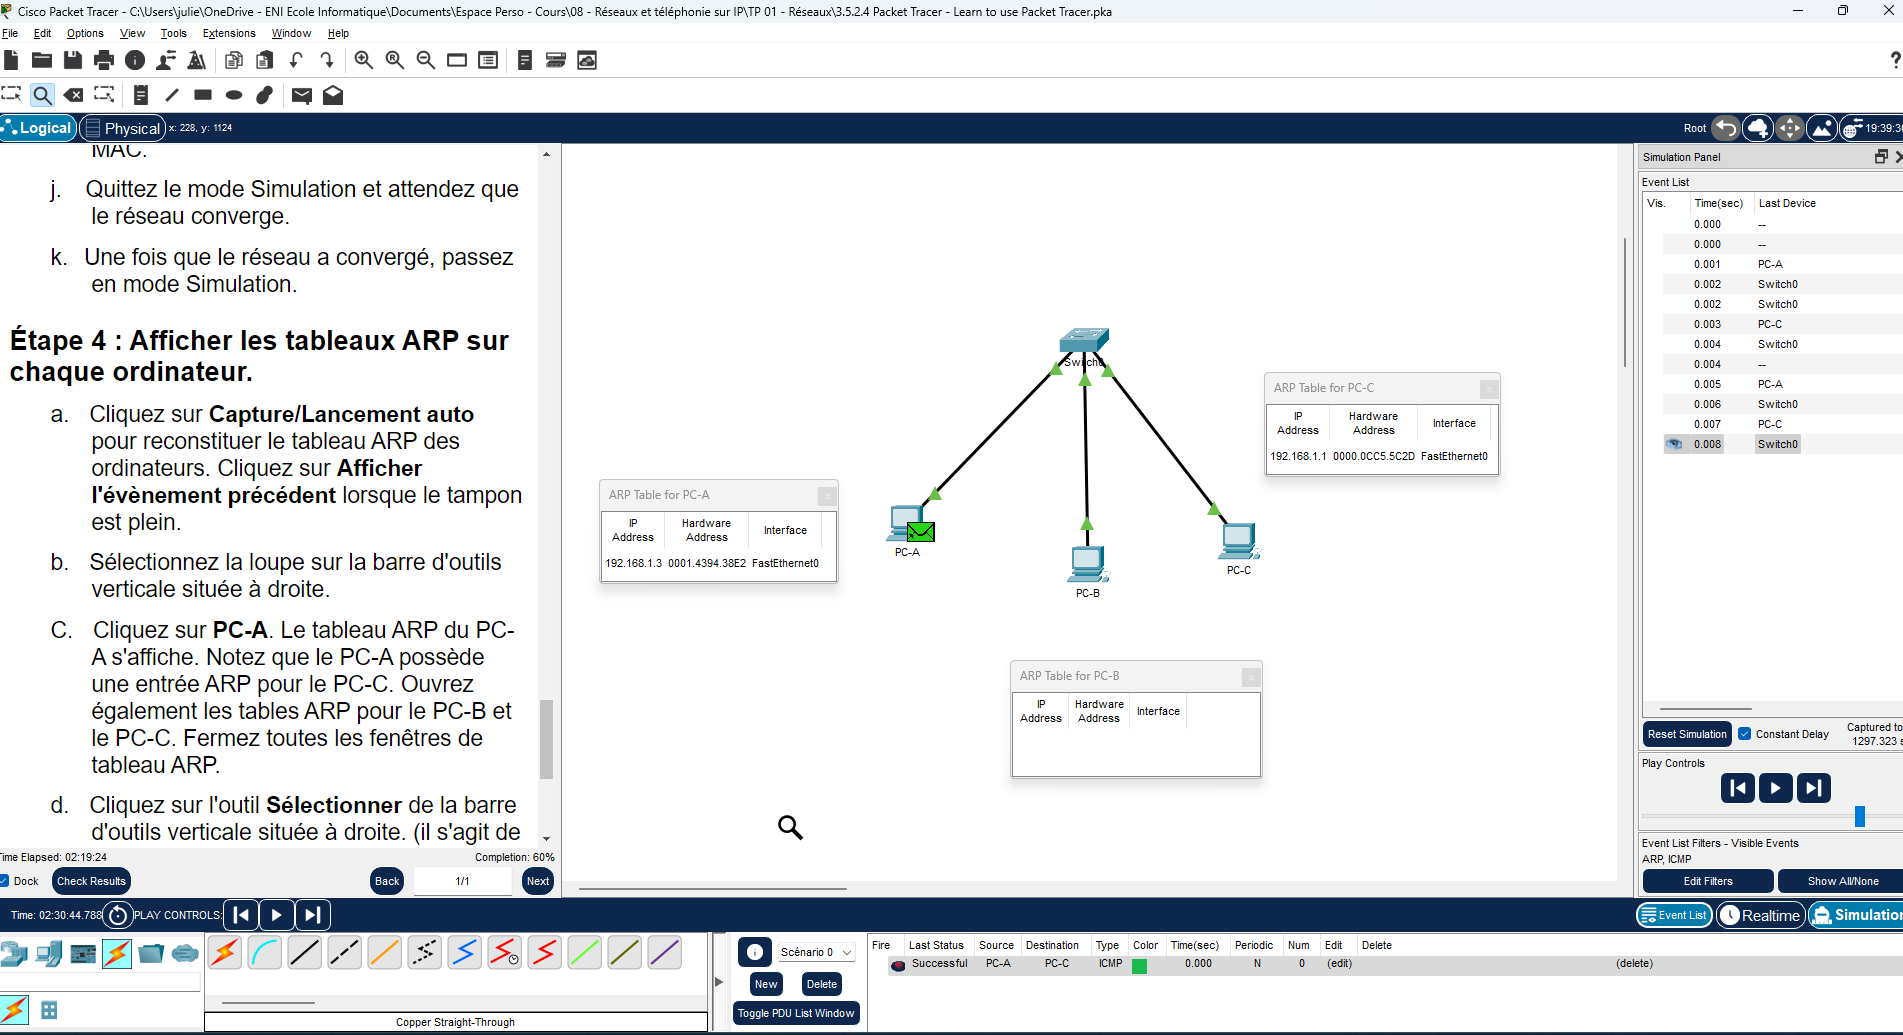 Cisco Packet Tracer - C:\Users\julie\OneDrive - ENI Ecole Informatique\Documents\Espace Perso - Cours\08 - Réseaux et téléphonie sur IP\TP 01 - Réseaux\3.5.2.4 Packet Tracer - Learn to use Packet Tracer.pka
File Edit Options View Tools Extensions Window Help
Logical Physical x: 228, y: 1124 Root 19:39:30
MAC.
j. Quittez le mode Simulation et attendez que
le réseau converge.
k. Une fois que le réseau a convergé, passez
en mode Simulation.
Étape 4 : Afficher les tableaux ARP sur
chaque ordinateur.
a. Cliquez sur Capture/Lancement auto
pour reconstituer le tableau ARP des
ordinateurs. Cliquez sur Afficher
l'évènement précédent lorsque le tampon
est plein.
b. Sélectionnez la loupe sur la barre d'outils
verticale située à droite.
C. Cliquez sur PC-A. Le tableau ARP du PC-
A s'affiche. Notez que le PC-A possède
une entrée ARP pour le PC-C. Ouvrez
également les tables ARP pour le PC-B et
le PC-C. Fermez toutes les fenêtres de
tableau ARP.
d. Cliquez sur l'outil Sélectionner de la barre
d'outils verticale située à droite. (il s'agit de
Time Elapsed: 02:19:24 Completion: 60%
Dock Check Results Back 1/1 Next
Switch0
PC-A
PC-B
PC-C
ARP Table for PC-A
IP Address Hardware Address Interface
192.168.1.3 0001.4394.38E2 FastEthernet0
ARP Table for PC-C
IP Address Hardware Address Interface
192.168.1.1 0000.0CC5.5C2D FastEthernet0
ARP Table for PC-B
IP Address Hardware Address Interface
Simulation Panel
Event List
Vis. Time(sec) Last Device
0.000 --
0.000 --
0.001 PC-A
0.002 Switch0
0.002 Switch0
0.003 PC-C
0.004 Switch0
0.004 --
0.005 PC-A
0.006 Switch0
0.007 PC-C
0.008 Switch0
Reset Simulation Constant Delay Captured to
1297.323 s
Play Controls
Event List Filters - Visible Events
ARP, ICMP
Edit Filters Show All/None
Time: 02:30:44.788 PLAY CONTROLS: Event List Realtime Simulation
Scénario 0
New Delete
Toggle PDU List Window
Copper Straight-Through
Fire Last Status Source Destination Type Color Time(sec) Periodic Num Edit Delete
Successful PC-A PC-C ICMP 0.000 N 0 (edit) (delete)